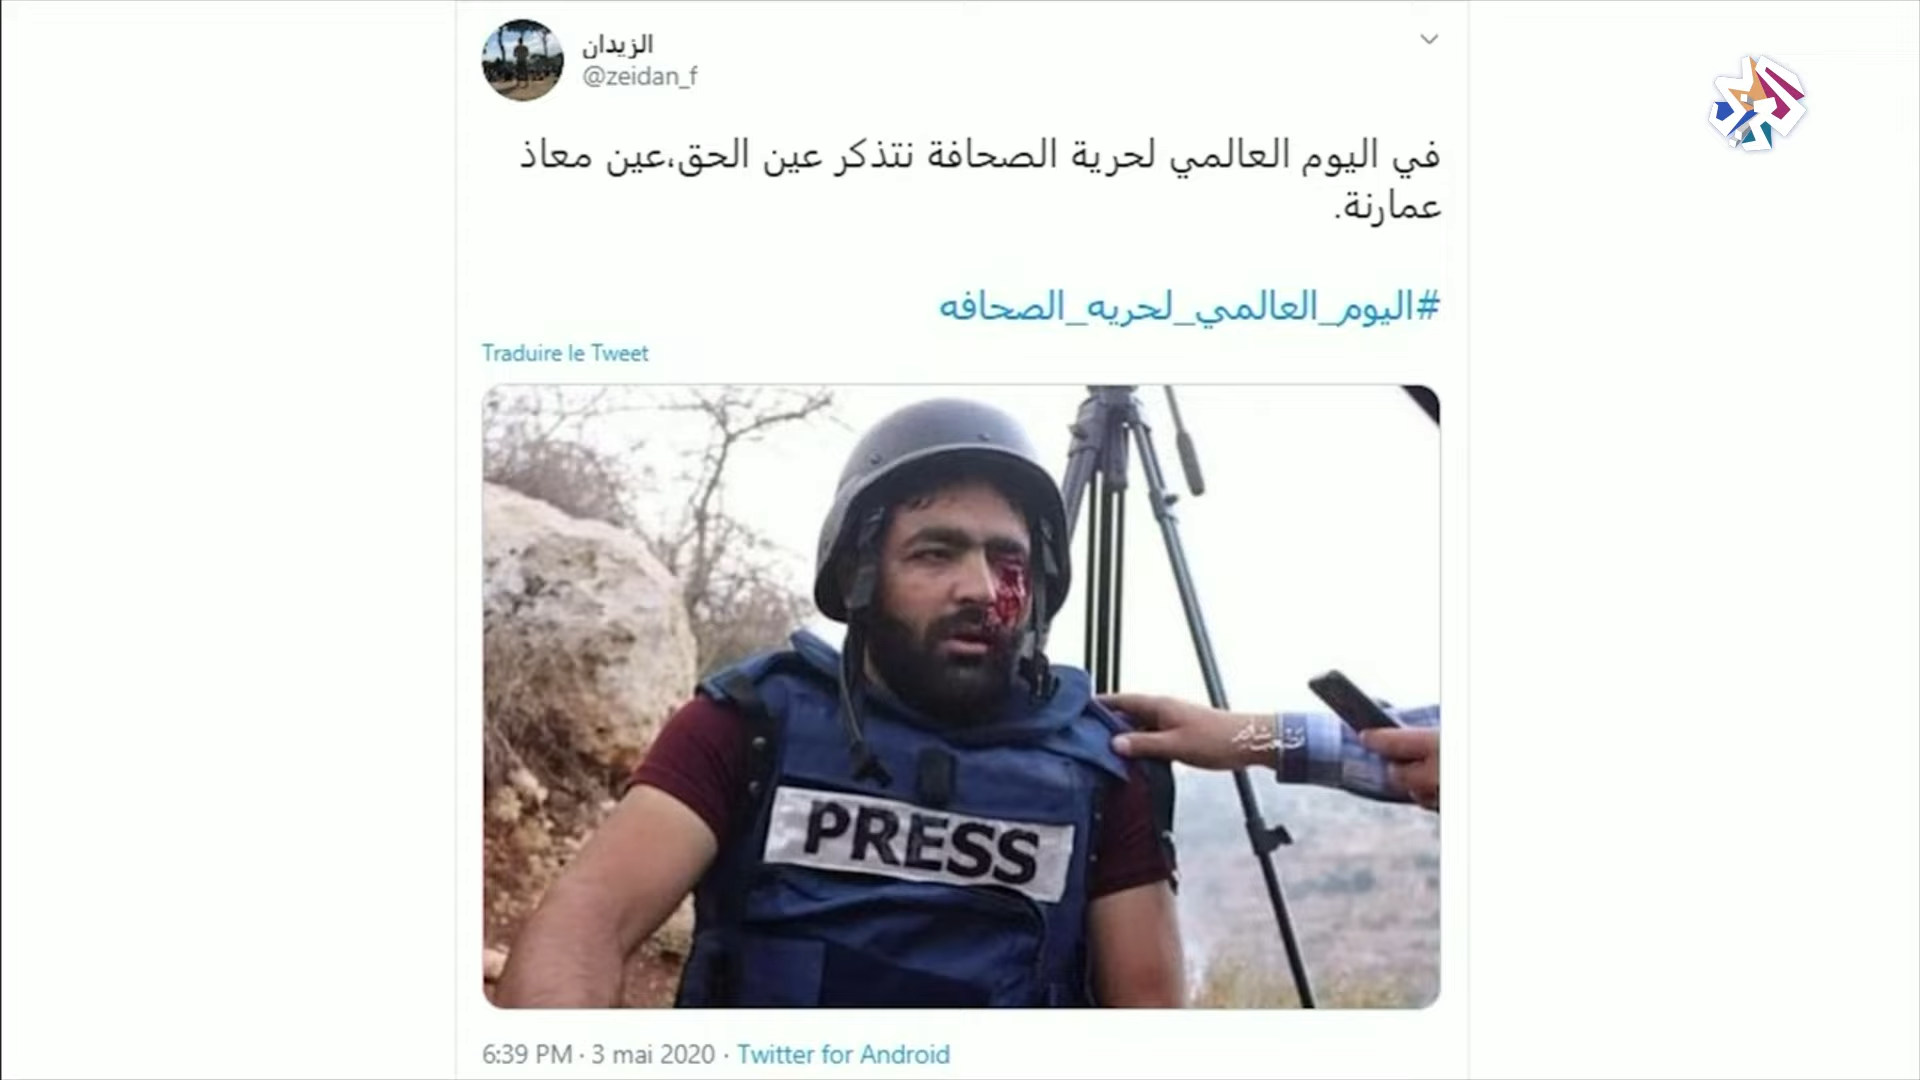 الزيدان
@zeidan_f
في اليوم العالمي لحرية الصحافة نتذكر عين الحق،عين معاذ
عمارنة.
#اليوم_العالمي_لحريه_الصحافه
Traduire le Tweet
PRESS
6:39 PM · 3 mai 2020 · Twitter for Android